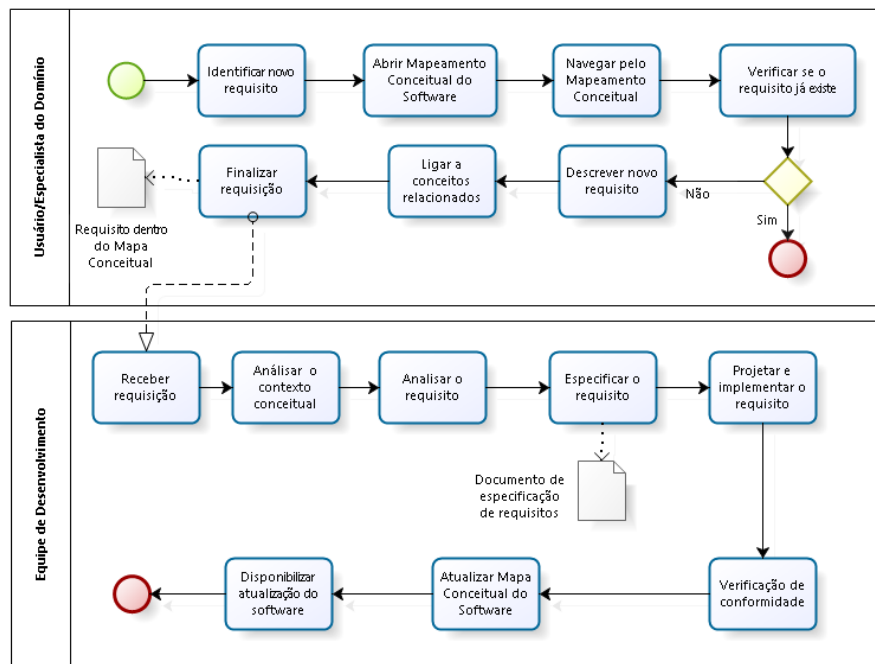 Usuário/Especialista do Domínio
Identificar novo
requisito
Abrir Mapeamento
Conceitual do
Software
Navegar pelo
Mapeamento
Conceitual
Verificar se o
requisito já existe
Finalizar
requisição
Ligar a
conceitos
relacionados
Descrever novo
requisito
Não
Sim
Requisito dentro
do Mapa
Conceitual
Equipe de Desenvolvimento
Receber
requisição
Análisar o
contexto
conceitual
Analisar o
requisito
Especificar o
requisito
Projetar e
implementar o
requisito
Documento de
especificação
de requisitos
Disponibilizar
atualização do
software
Atualizar Mapa
Conceitual do
Software
Verificação de
conformidade